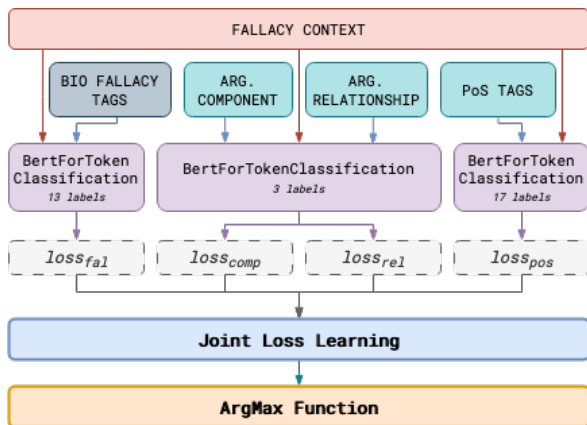 FALLACY CONTEXT
BIO FALLACY
TAGS
ARG.
COMPONENT
ARG.
RELATIONSHIP
PoS TAGS
BertForToken
Classification
13 labels
BertForTokenClassification
3 labels
BertForToken
Classification
17 labels
loss_fal
loss_comp
loss_rel
loss_pos
Joint Loss Learning
ArgMax Function